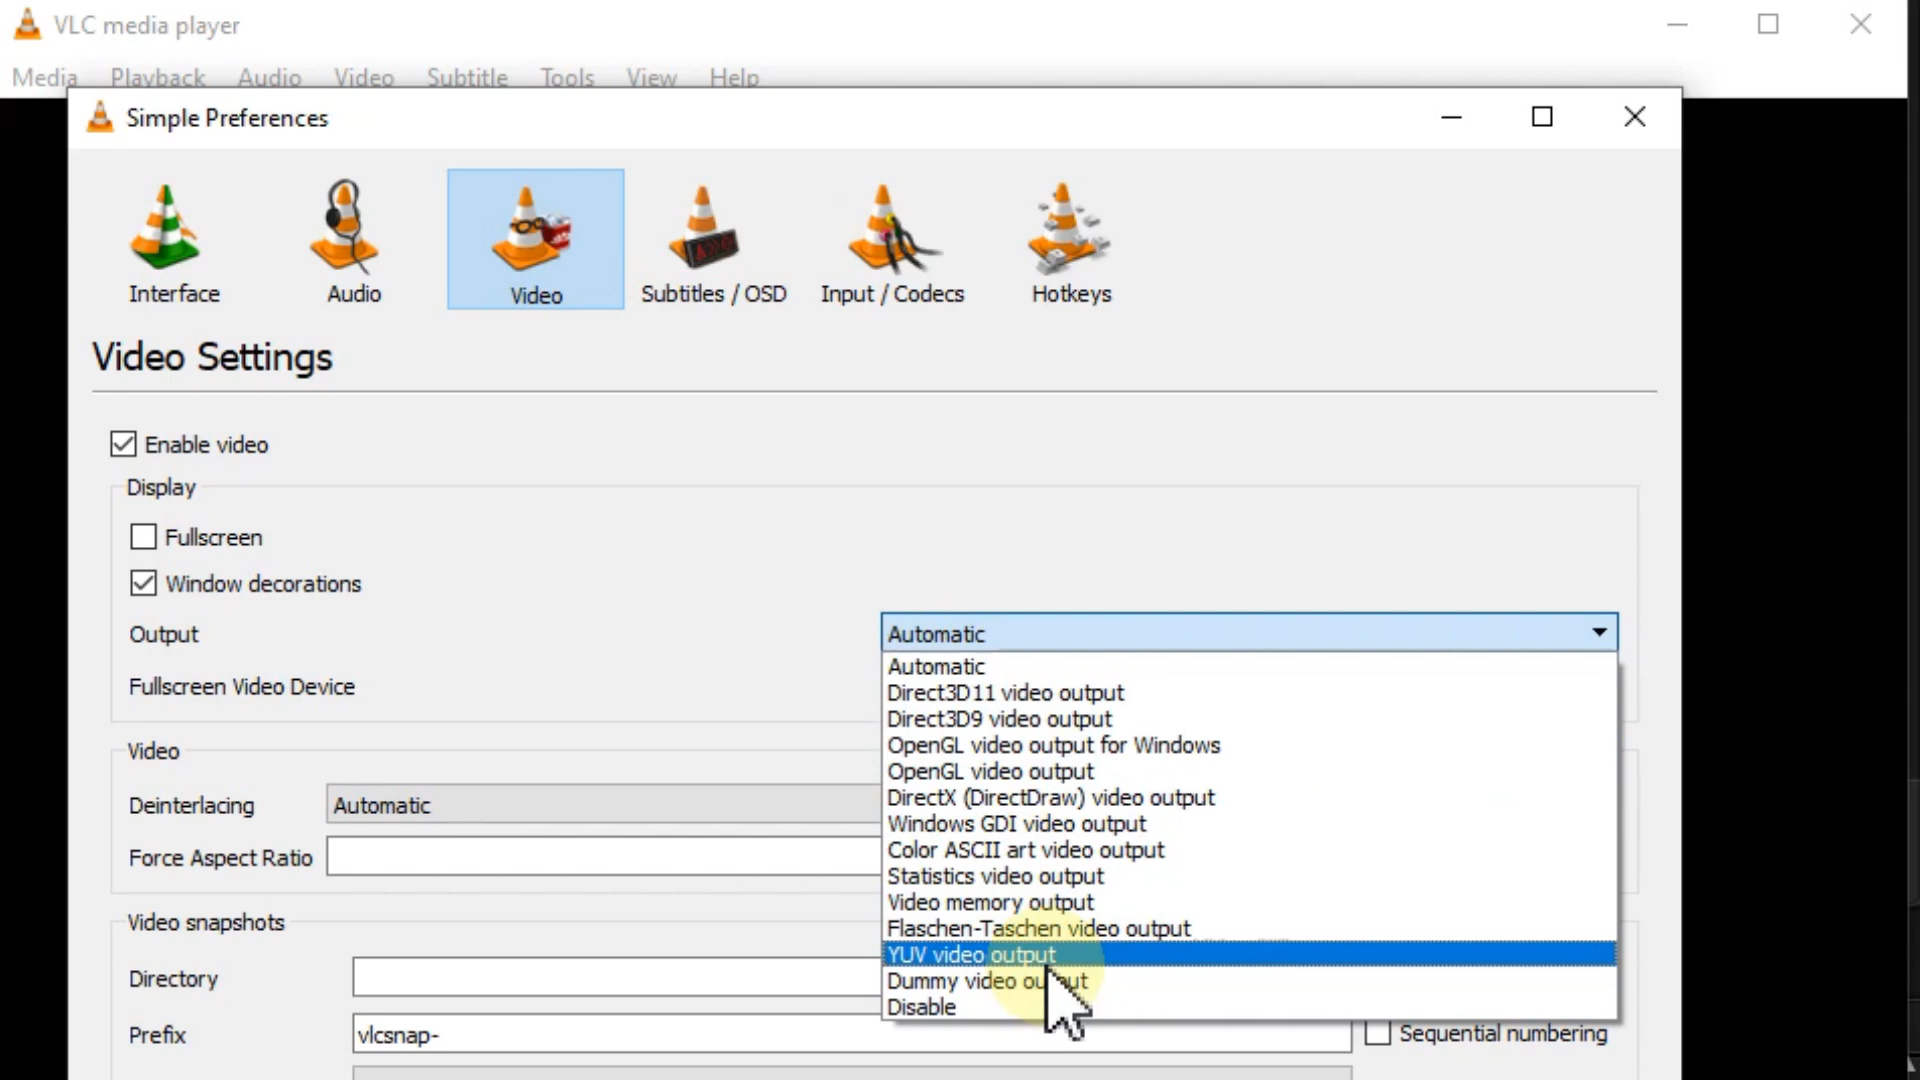 VLC media player
Media Playback Audio Video Subtitle Tools View Help
Simple Preferences
Interface Audio Video Subtitles / OSD Input / Codecs Hotkeys
Video Settings
Enable video
Display
Fullscreen
Window decorations
Output Automatic
Automatic
Fullscreen Video Device
Direct3D11 video output
Direct3D9 video output
OpenGL video output for Windows
OpenGL video output
DirectX (DirectDraw) video output
Windows GDI video output
Color ASCII art video output
Statistics video output
Video memory output
Flaschen-Taschen video output
YUV video output
Dummy video output
Disable
Video
Deinterlacing Automatic
Force Aspect Ratio
Video snapshots
Directory
Prefix vlcsnap- Sequential numbering